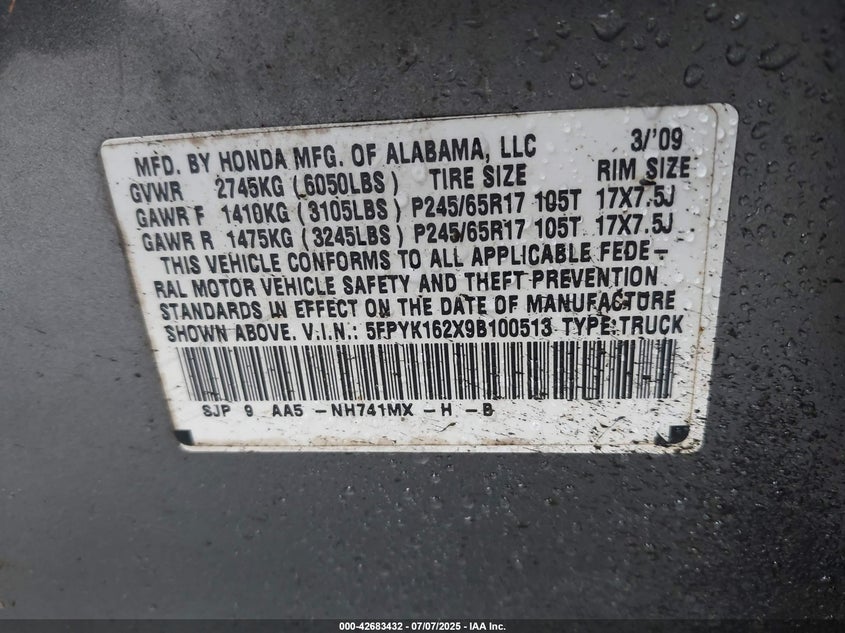 MFD. BY HONDA MFG. OF ALABAMA, LLC 3/'09
GVWR 2745KG (6050LBS) TIRE SIZE RIM SIZE
GAWR F 1410KG (3105LBS) P245/65R17 105T 17X7.5J
GAWR R 1475KG (3245LBS) P245/65R17 105T 17X7.5J
THIS VEHICLE CONFORMS TO ALL APPLICABLE FEDE-
RAL MOTOR VEHICLE SAFETY AND THEFT PREVENTION
STANDARDS IN EFFECT ON THE DATE OF MANUFACTURE
SHOWN ABOVE. V.I.N.: 5FPYK162X9B100513 TYPE:TRUCK
SJP 9 AA5 -NH741MX -H -B
000-42683432 - 07/07/2025 - IAA Inc.